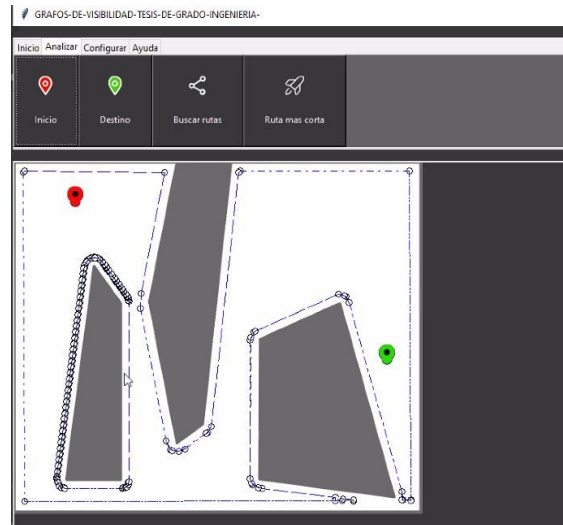 GRAFOS-DE-VISIBILIDAD-TESIS-DE-GRADO-INGENIERIA-
Inicio Analizar Configurar Ayuda
Inicio Destino Buscar rutas Ruta mas corta